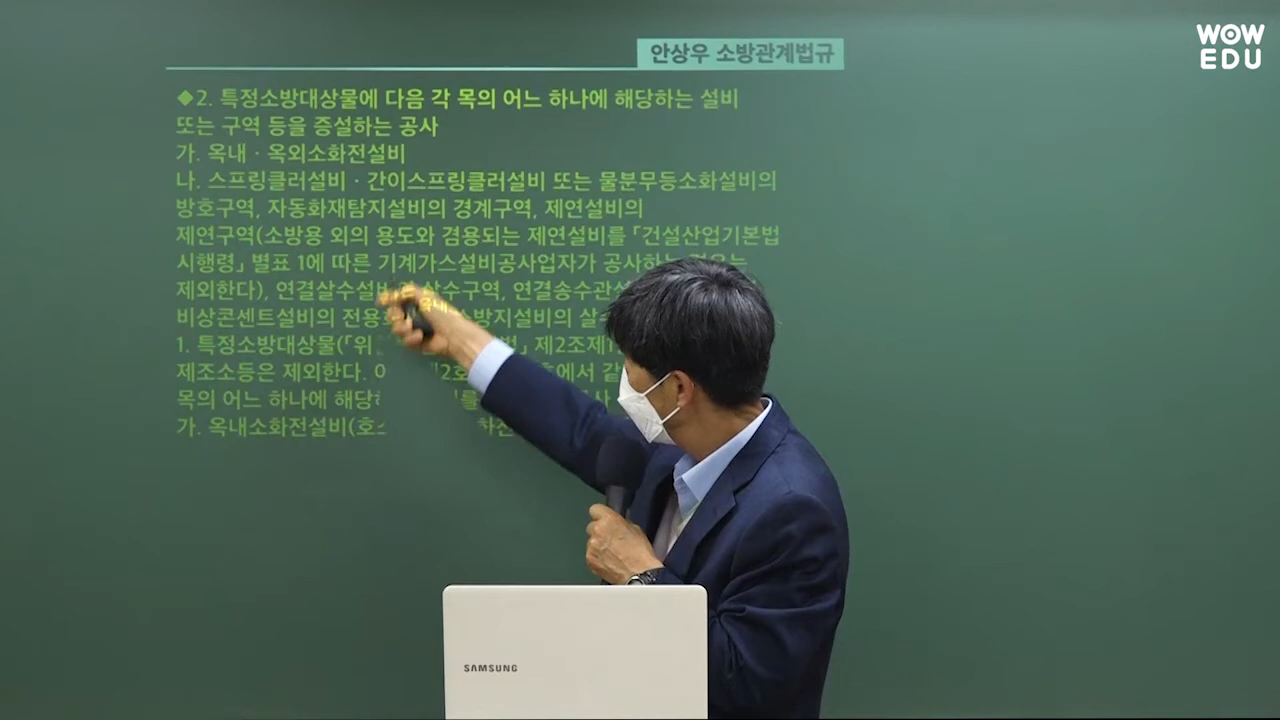 WOW
EDU
안상우 소방관계법규
◆2. 특정소방대상물에 다음 각 목의 어느 하나에 해당하는 설비
또는 구역 등을 증설하는 공사
가. 옥내 · 옥외소화전설비
나. 스프링클러설비 · 간이스프링클러설비 또는 물분무등소화설비의
방호구역, 자동화재탐지설비의 경계구역, 제연설비의
제연구역(소방용 외의 용도와 겸용되는 제연설비를 「건설산업기본법
시행령」 별표 1에 따른 기계가스설비공사업자가 공사하는
제외한다), 연결살수설비 살수구역,
비상콘센트설비의
1. 특정소방대상물(「위
제조소등은 제외한다.
목의 어느 하나에
가. 옥내소화전설비
SAMSUNG